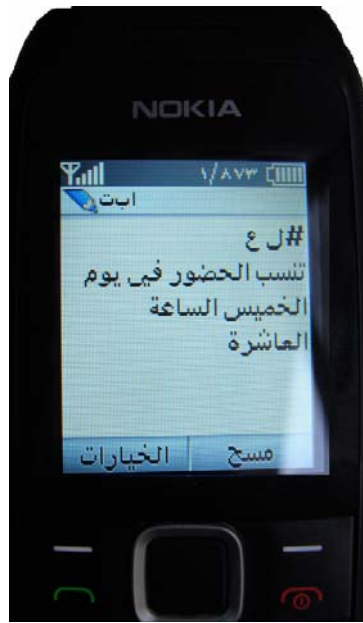 NOKIA
١/٨٧٣
ابت
#ل ع
تنسب الحضور في يوم
الخميس الساعة
العاشرة
الخيارات مسح